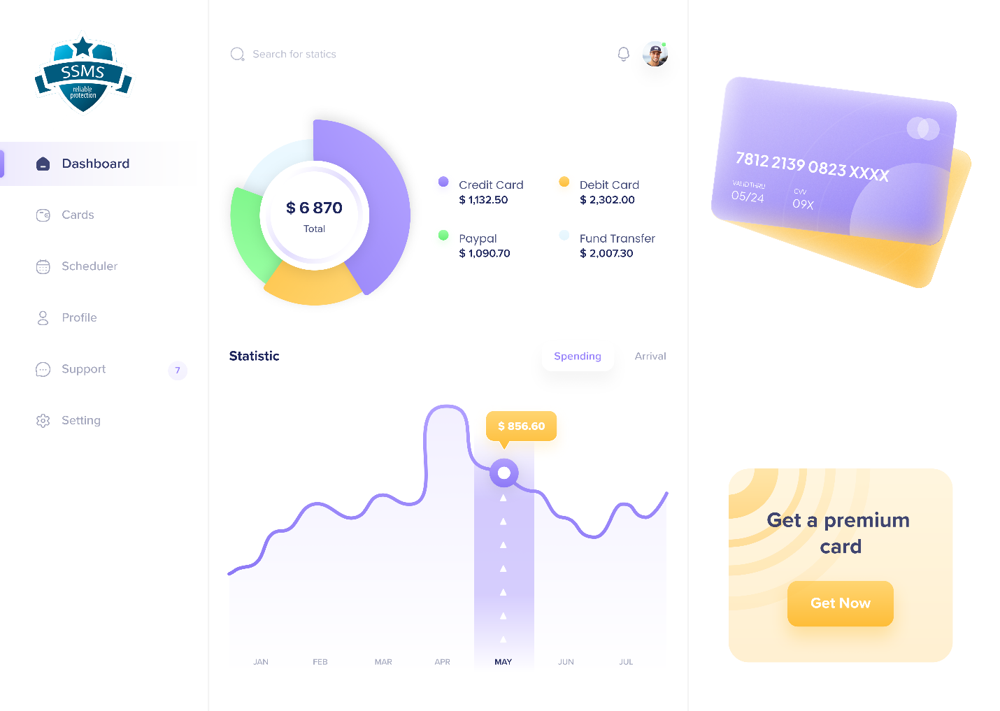 SSMS
reliable
protection
Dashboard
Cards
Scheduler
Profile
Support
7
Setting
Search for statics
$ 6 870
Total
Credit Card
$ 1,132.50
Debit Card
$ 2,302.00
Paypal
$ 1,090.70
Fund Transfer
$ 2,007.30
Statistic
Spending
Arrival
$ 856.60
JAN
FEB
MAR
APR
MAY
JUN
JUL
7812 2139 0823 XXXX
VALID THRU
05/24
CVV
09X
Get a premium
card
Get Now